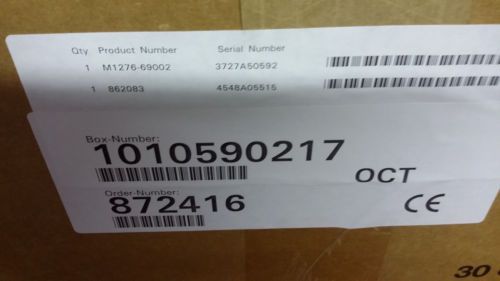 Qty Product Number Serial Number
1 M1276-69002 3727A50592
1 862083 4548A05515
Box-Number:
1010590217
OCT
Order-Number:
872416
CE
30